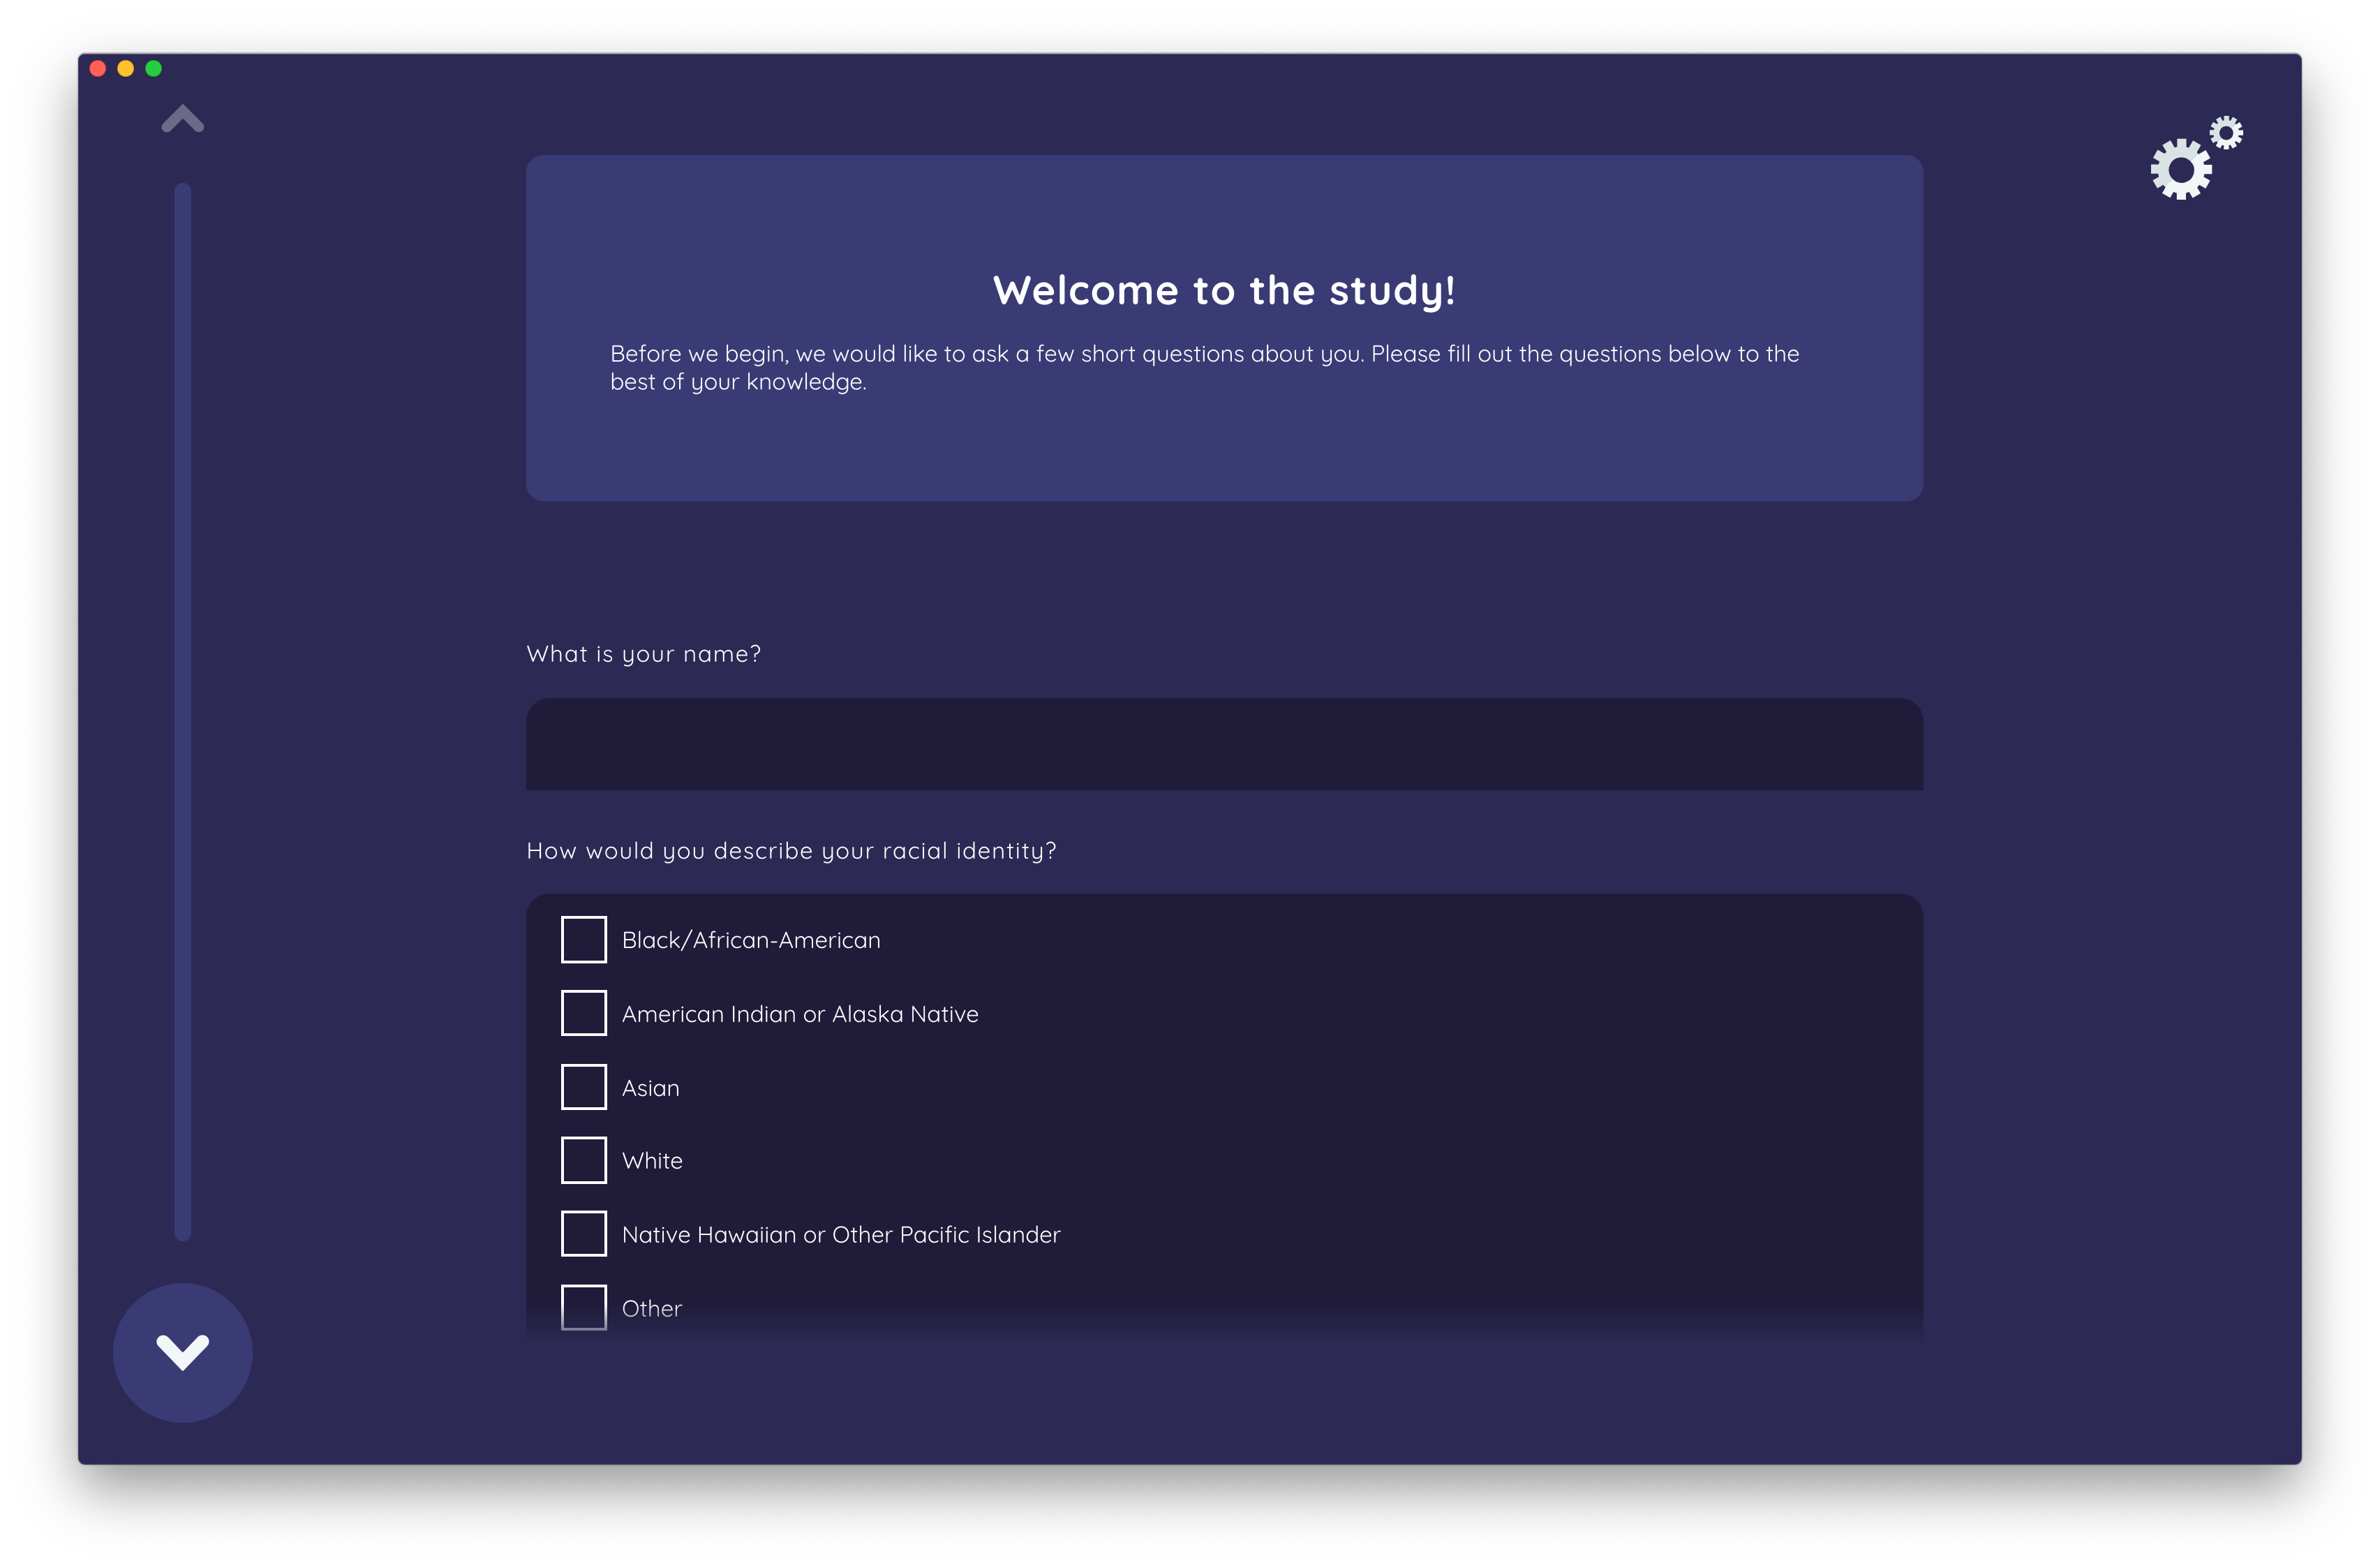 Welcome to the study!
Before we begin, we would like to ask a few short questions about you. Please fill out the questions below to the
best of your knowledge.
What is your name?
How would you describe your racial identity?
Black/African-American
American Indian or Alaska Native
Asian
White
Native Hawaiian or Other Pacific Islander
Other